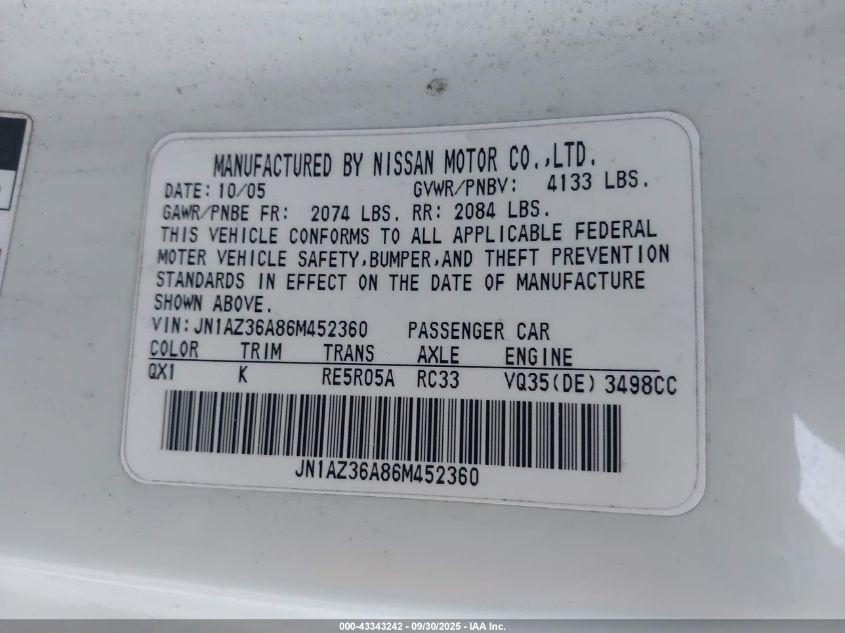 MANUFACTURED BY NISSAN MOTOR CO.,LTD.
DATE: 10/05 GVWR/PNBV: 4133 LBS.
GAWR/PNBE FR: 2074 LBS. RR: 2084 LBS.
THIS VEHICLE CONFORMS TO ALL APPLICABLE FEDERAL
MOTER VEHICLE SAFETY,BUMPER,AND THEFT PREVENTION
STANDARDS IN EFFECT ON THE DATE OF MANUFACTURE
SHOWN ABOVE.
VIN: JN1AZ36A86M452360 PASSENGER CAR
COLOR TRIM TRANS AXLE ENGINE
QX1 K RE5R05A RC33 VQ35(DE) 3498CC
JN1AZ36A86M452360
000-43343242 - 09/30/2025 - IAA Inc.